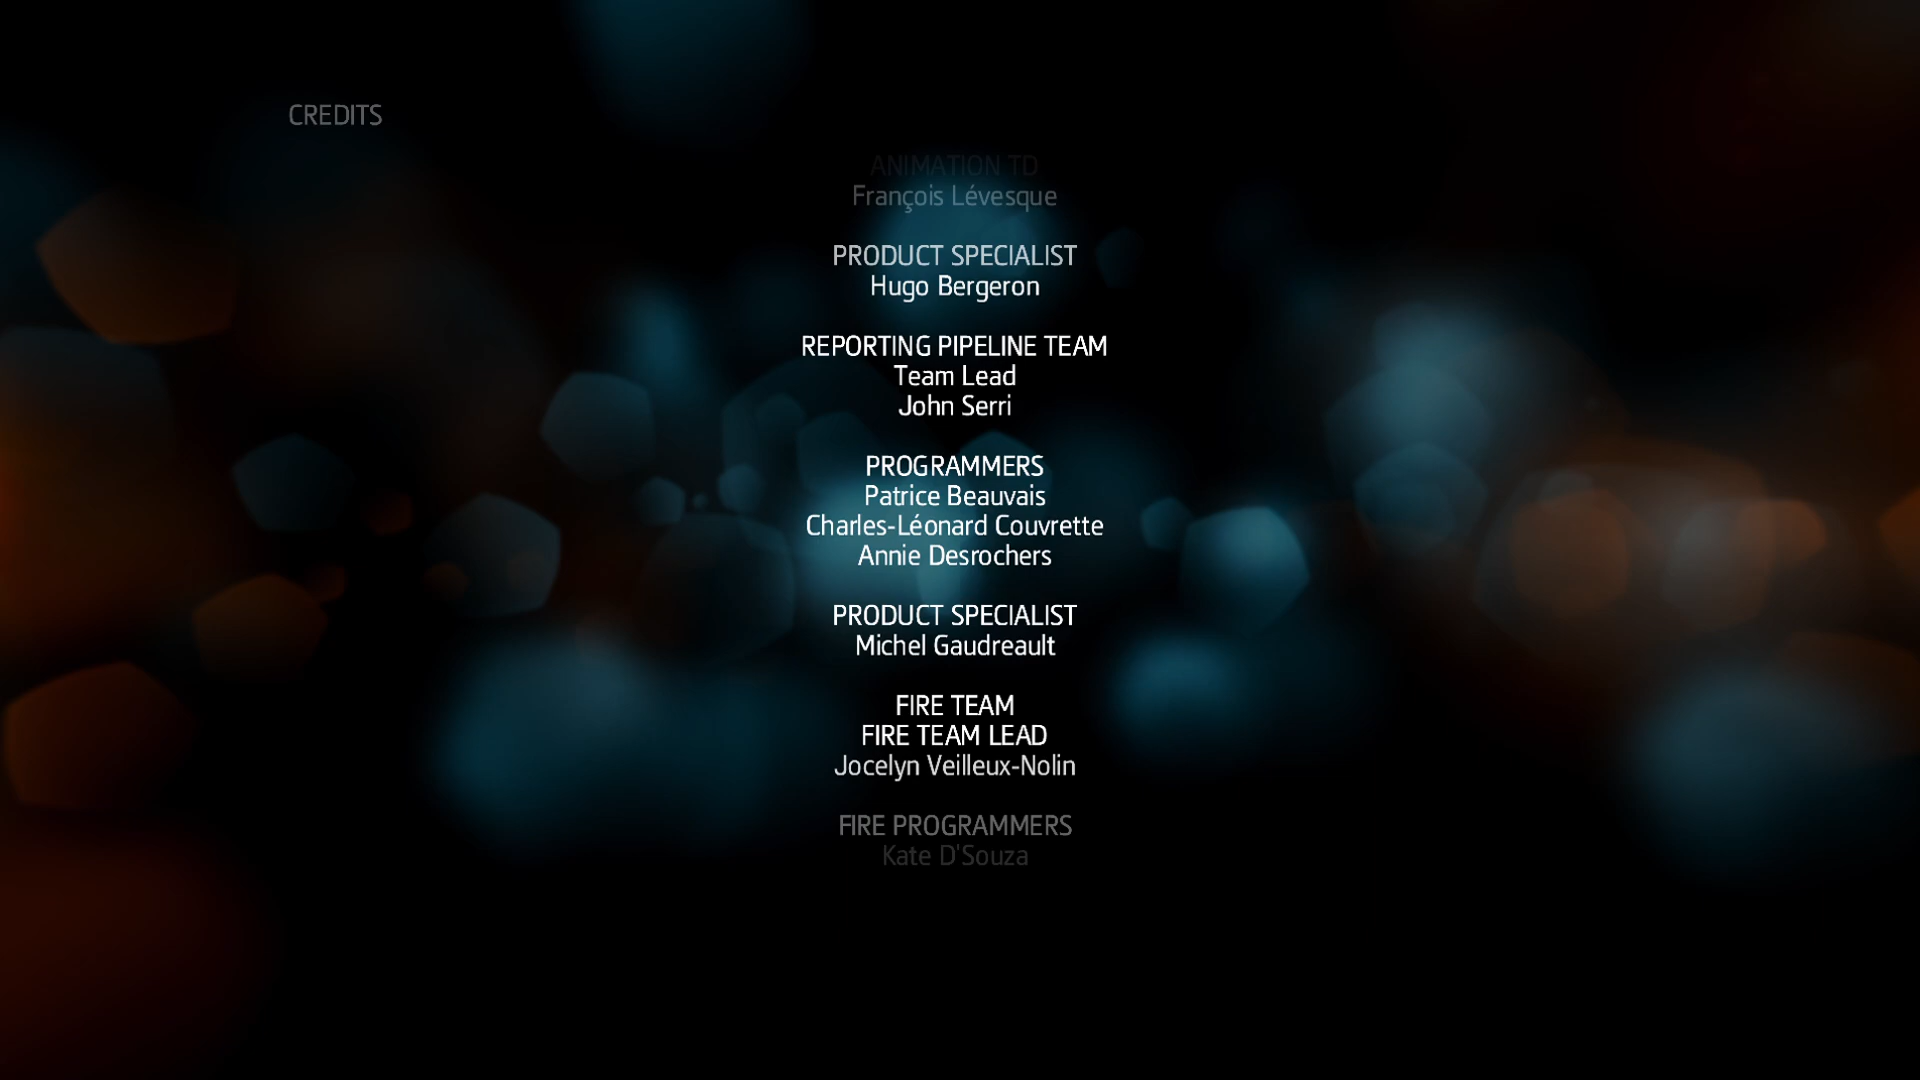 CREDITS
ANIMATION TD
François Lévesque
PRODUCT SPECIALIST
Hugo Bergeron
REPORTING PIPELINE TEAM
Team Lead
John Serri
PROGRAMMERS
Patrice Beauvais
Charles-Léonard Couvrette
Annie Desrochers
PRODUCT SPECIALIST
Michel Gaudreault
FIRE TEAM
FIRE TEAM LEAD
Jocelyn Veilleux-Nolin
FIRE PROGRAMMERS
Kate D'Souza